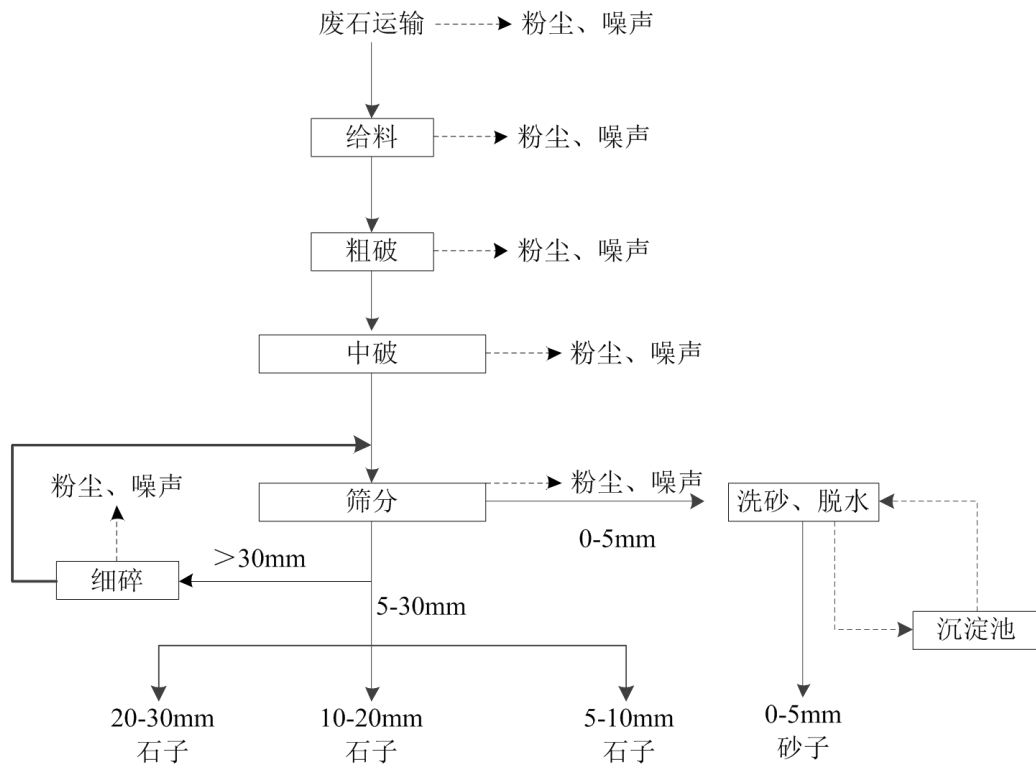 废石运输
粉尘、噪声
给料
粉尘、噪声
粗破
粉尘、噪声
中破
粉尘、噪声
粉尘、噪声
筛分
粉尘、噪声
洗砂、脱水
0-5mm
>30mm
细碎
5-30mm
沉淀池
20-30mm
石子
10-20mm
石子
5-10mm
石子
0-5mm
砂子